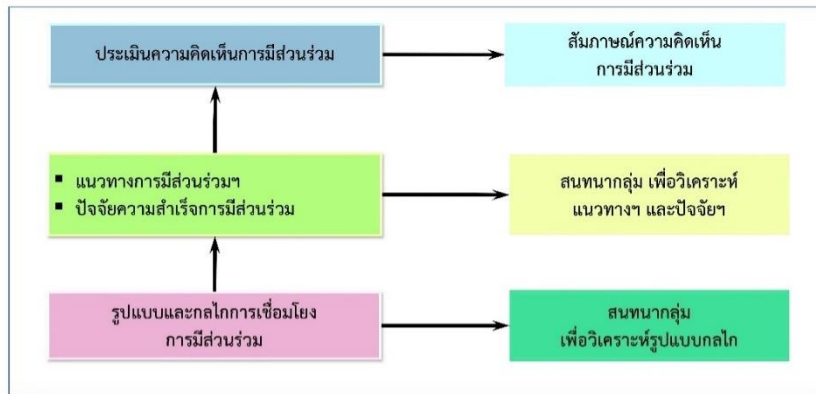 ประเมินความคิดเห็นการมีส่วนร่วม
สัมภาษณ์ความคิดเห็น
การมีส่วนร่วม
▪ แนวทางการมีส่วนร่วมฯ
▪ ปัจจัยความสำเร็จการมีส่วนร่วม
สนทนากลุ่ม เพื่อวิเคราะห์
แนวทางฯ และปัจจัยฯ
รูปแบบและกลไกการเชื่อมโยง
การมีส่วนร่วม
สนทนากลุ่ม
เพื่อวิเคราะห์รูปแบบกลไก